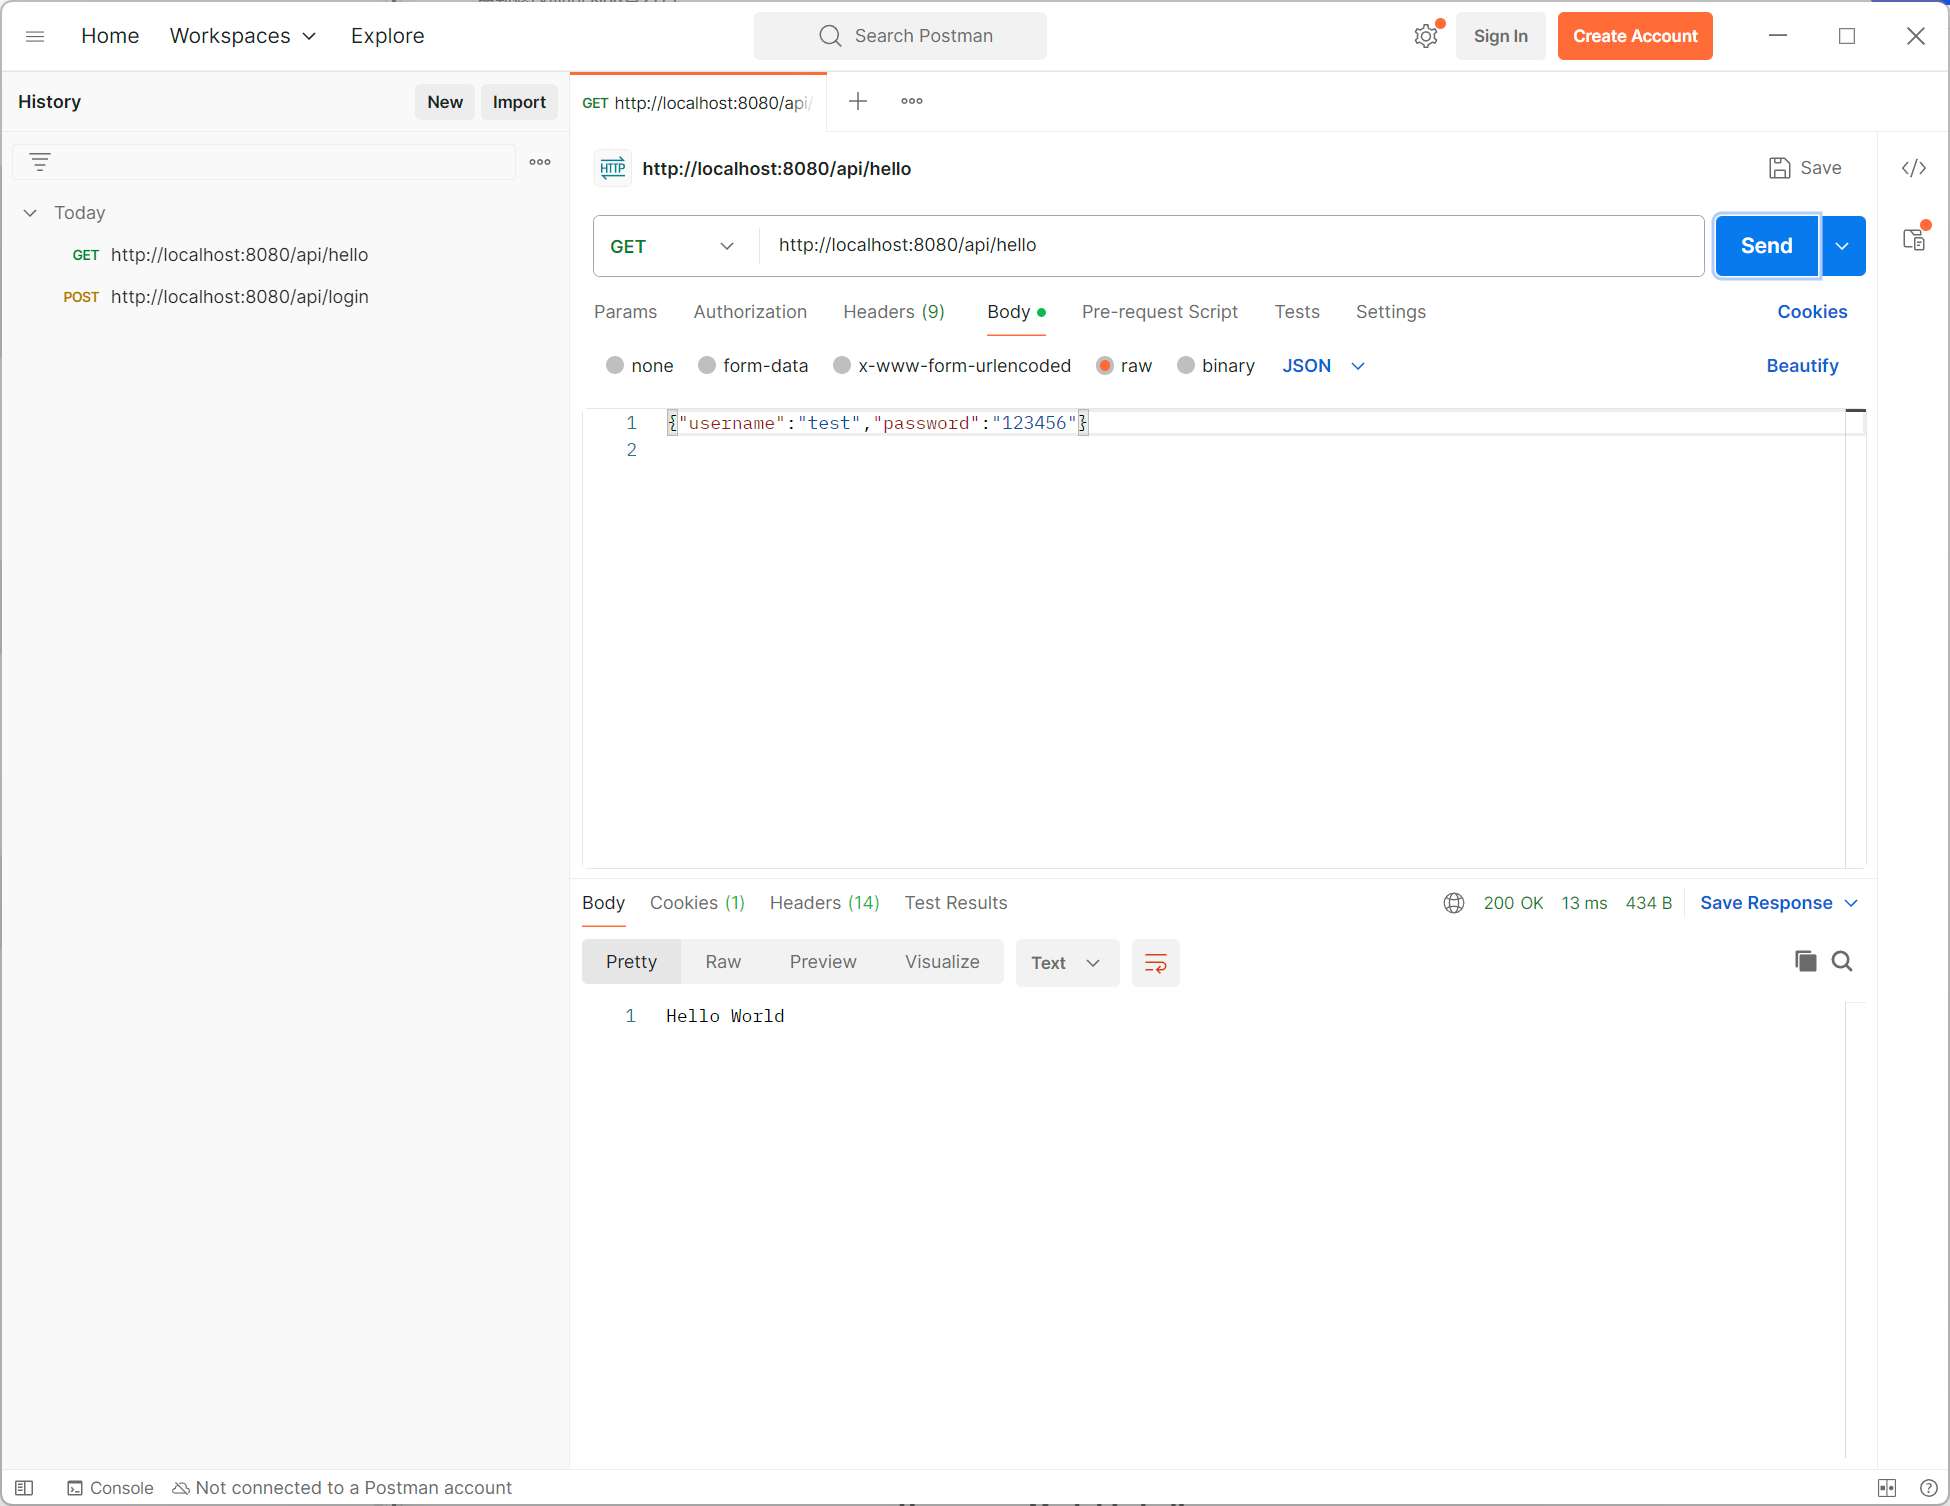 Home Workspaces Explore Search Postman Sign In Create Account
History New Import
GET http://localhost:8080/api/
HTTP http://localhost:8080/api/hello Save
Today
GET http://localhost:8080/api/hello
POST http://localhost:8080/api/login
GET http://localhost:8080/api/hello Send
Params Authorization Headers (9) Body Pre-request Script Tests Settings Cookies
none form-data x-www-form-urlencoded raw binary JSON Beautify
1 {"username":"test","password":"123456"}
2
Body Cookies (1) Headers (14) Test Results 200 OK 13 ms 434 B Save Response
Pretty Raw Preview Visualize Text
1 Hello World
Console Not connected to a Postman account